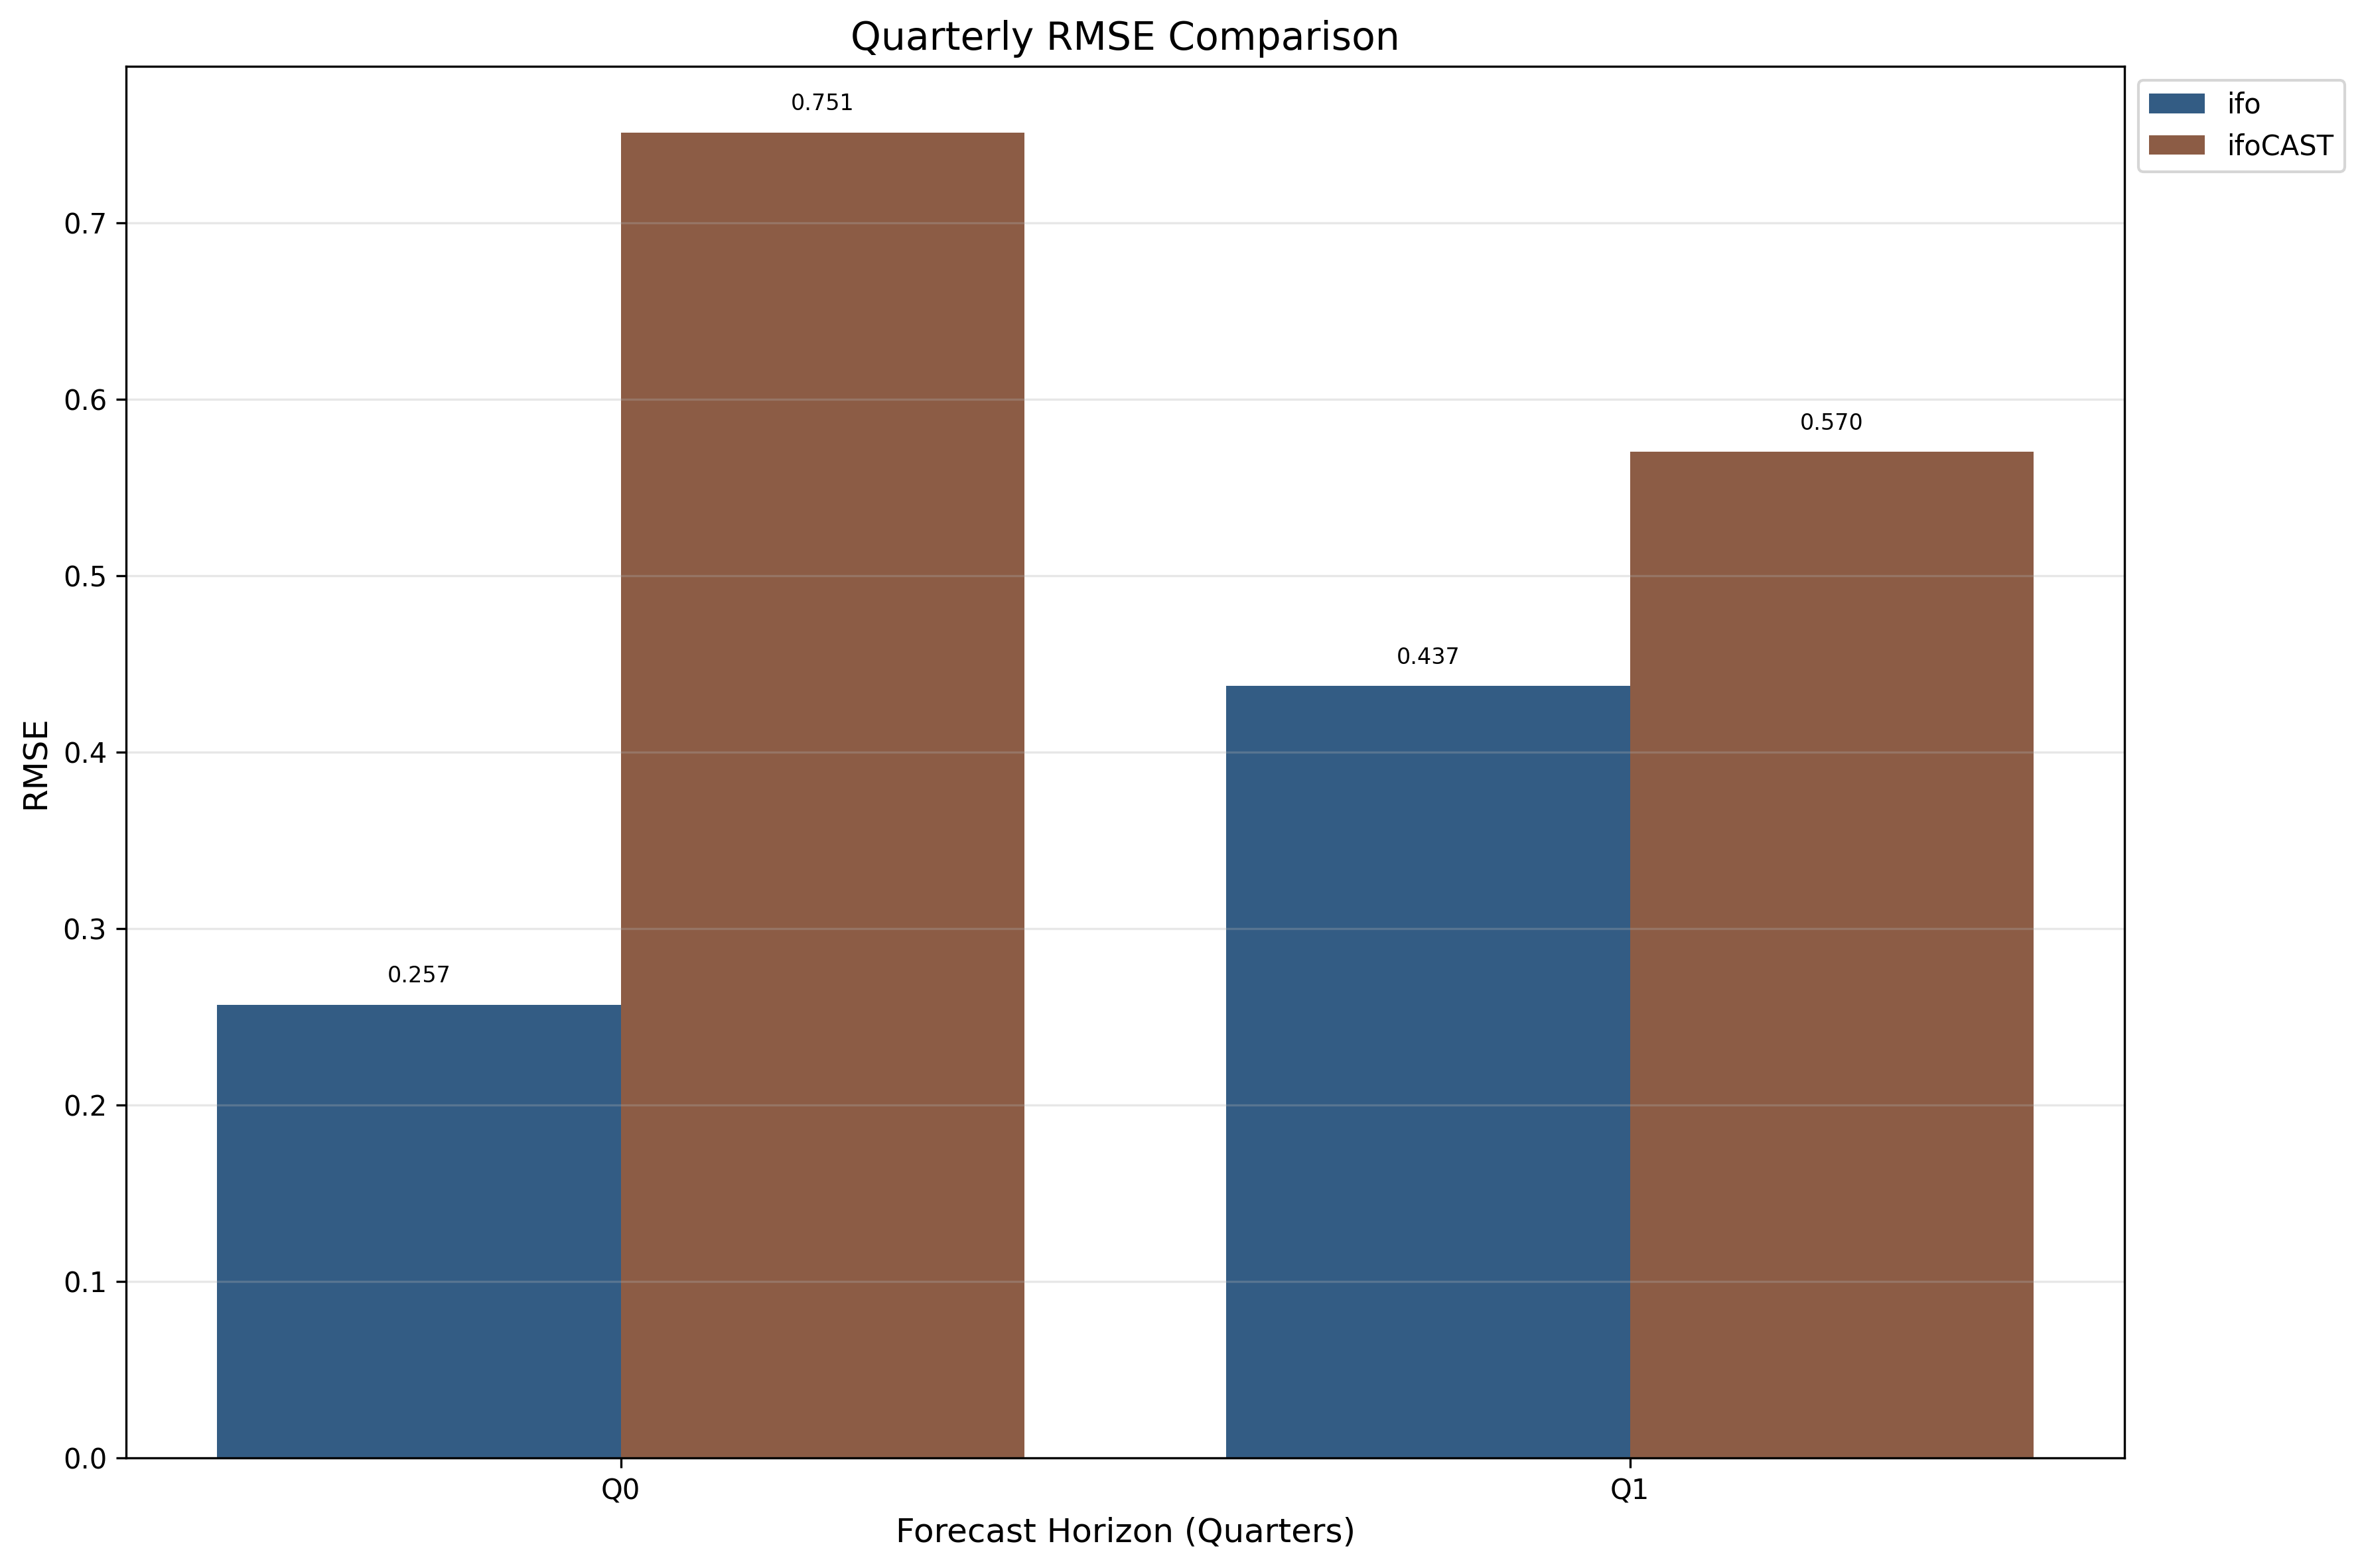 Quarterly RMSE Comparison
ifo
ifoCAST
RMSE
0.7
0.6
0.5
0.4
0.3
0.2
0.1
0.0
0.257
0.751
0.437
0.570
Q0
Q1
Forecast Horizon (Quarters)